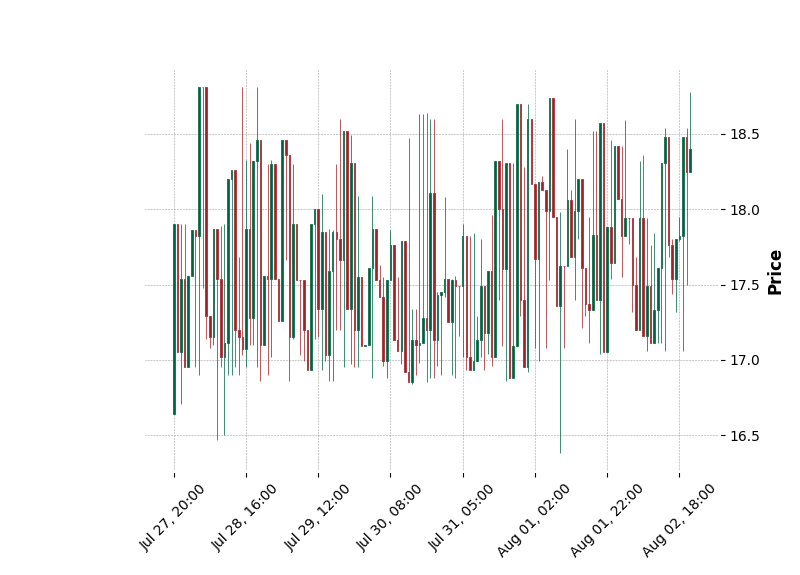 18.5
18.0
17.5
17.0
16.5
Price
Jul 27, 20:00
Jul 28, 16:00
Jul 29, 12:00
Jul 30, 08:00
Jul 31, 05:00
Aug 01, 02:00
Aug 01, 22:00
Aug 02, 18:00